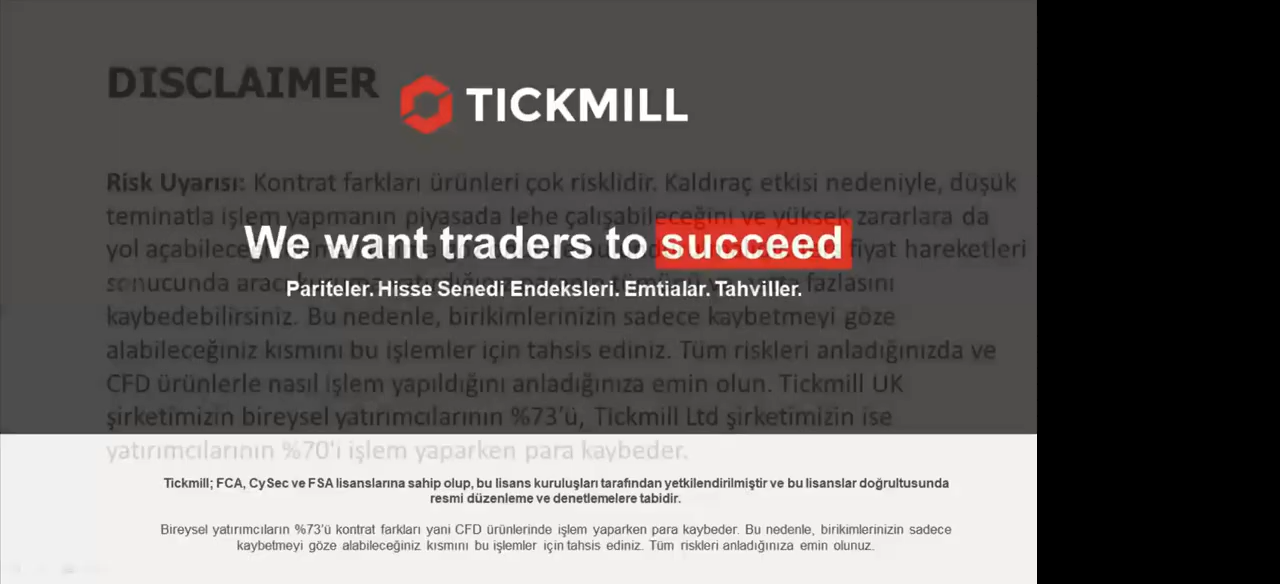 DISCLAIMER
TICKMILL
Risk Uyarısı: Kontrat farkları ürünleri çok risklidir. Kaldıraç etkisi nedeniyle, düşük
teminatla işlem yapmanın piyasada lehe çalışabileceğini ve yüksek zararlara da
yol fiyat hareketleri
We want traders to succeed
sonucunda fazlasını
Pariteler. Hisse Senedi Endeksleri. Emtialar. Tahviller.
kaybedebilirsiniz. Bu nedenle, birikimlerinizin sadece kaybetmeyi göze
alabileceğiniz kısmını bu işlemler için tahsis ediniz. Tüm riskleri anladığınızda ve
CFD ürünlerle nasıl işlem yapıldığını anladığınıza emin olun. Tickmill UK
şirketimizin bireysel yatırımcılarının %73'ü, Tickmill Ltd şirketimizin ise
yatırımcılarının %70'i işlem yaparken para kaybeder.
Tickmill; FCA, CySec ve FSA lisanslarına sahip olup, bu lisans kuruluşları tarafından yetkilendirilmiştir ve bu lisanslar doğrultusunda
resmi düzenleme ve denetlemelere tabidir.
Bireysel yatırımcıların %73'ü kontrat farkları yani CFD ürünlerinde işlem yaparken para kaybeder. Bu nedenle, birikimlerinizin sadece
kaybetmeyi göze alabileceğiniz kısmını bu işlemler için tahsis ediniz. Tüm riskleri anladığınıza emin olunuz.